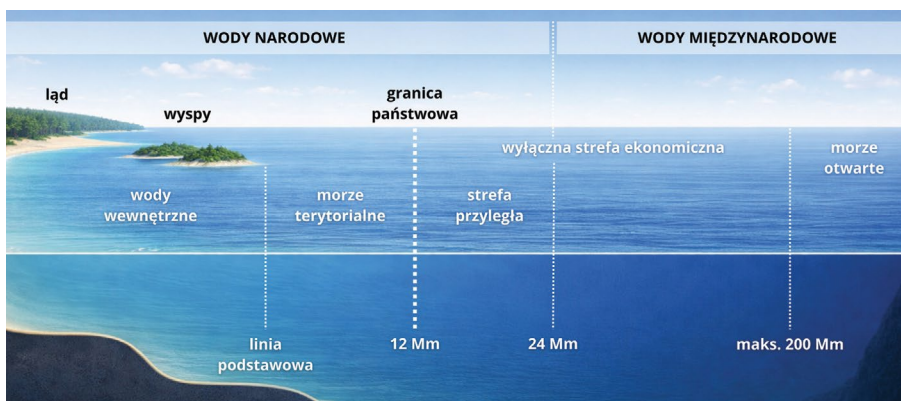 WODY NARODOWE
WODY MIĘDZYNARODOWE
ląd
wyspy
granica
państwowa
wyłączna strefa ekonomiczna
morze
otwarte
wody
wewnętrzne
morze
terytorialne
strefa
przyległa
linia
podstawowa
12 Mm
24 Mm
maks. 200 Mm